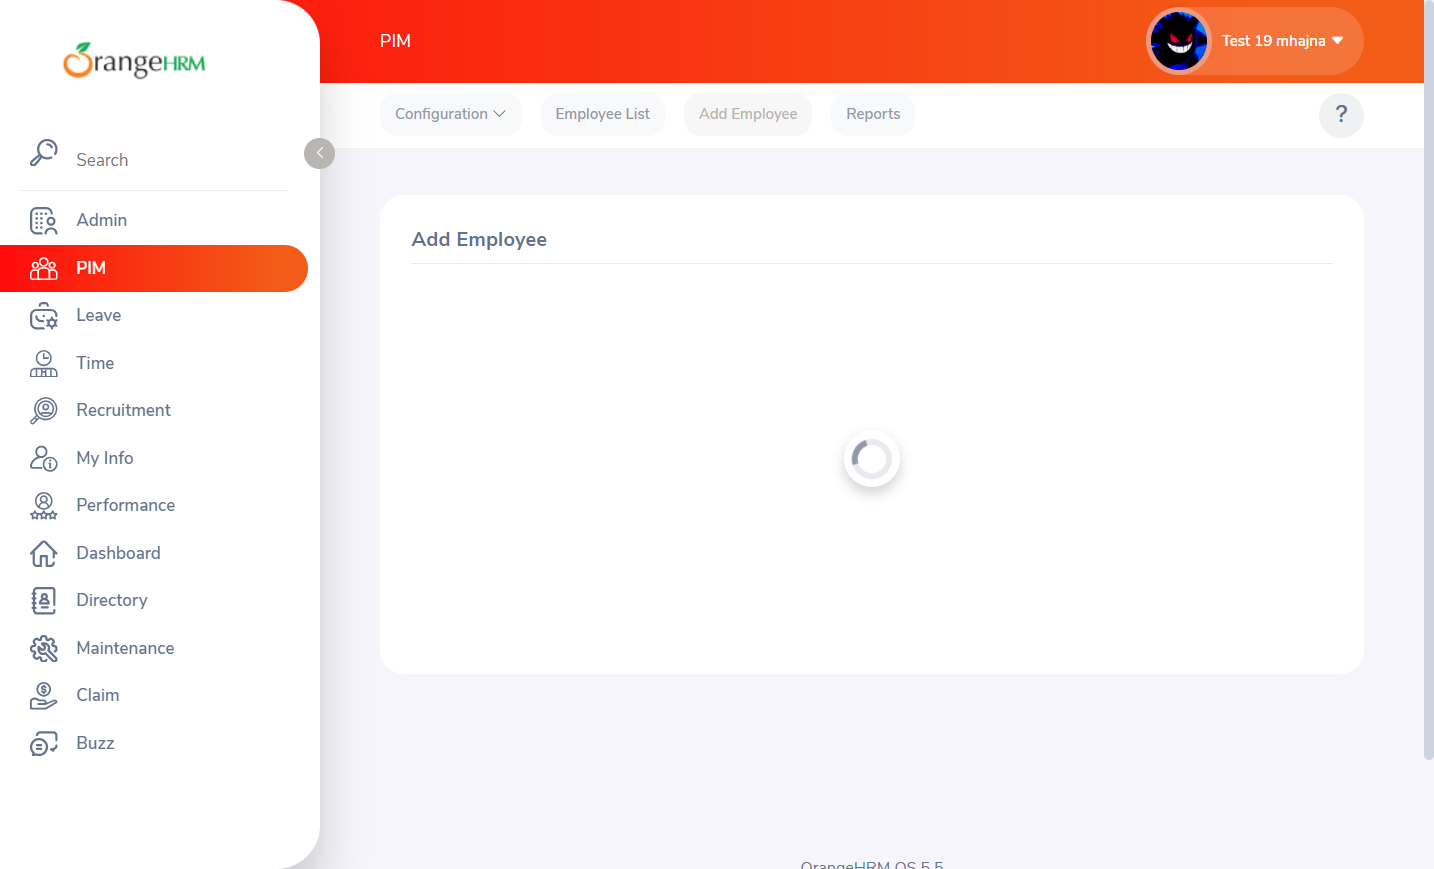 OrangeHRM
Search
Admin
PIM
Leave
Time
Recruitment
My Info
Performance
Dashboard
Directory
Maintenance
Claim
Buzz
PIM
Test 19 mhajna
Configuration
Employee List
Add Employee
Reports
?
Add Employee
OrangeHRM OS 5.5